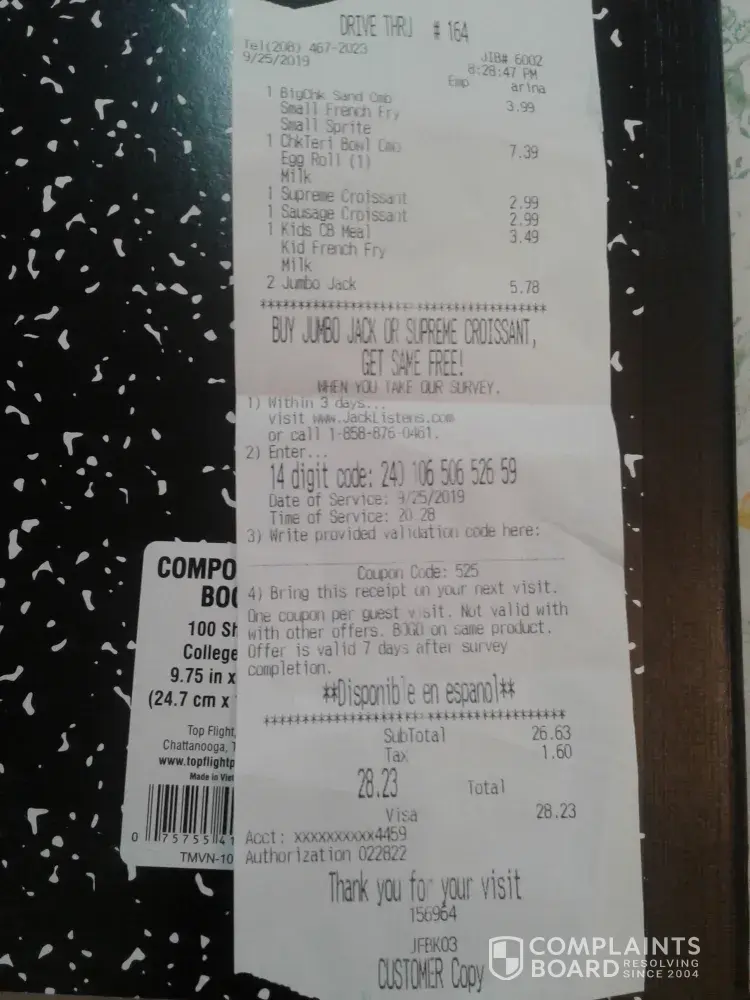 DRIVE THRU # 164
Tel(208) 467-2023 JIB# 6002
9/25/2019 8:28:47 PM
Emp arina
1 BigChk Sand Cmb 3.99
Small French Fry
Small Sprite
1 ChkTeri Bowl Cmb 7.39
Egg Roll (1)
Milk
1 Supreme Croissant 2.99
1 Sausage Croissant 2.99
1 Kids CB Meal 3.49
Kid French Fry
Milk
2 Jumbo Jack 5.78
****************************************
BUY JUMBO JACK OR SUPREME CROISSANT,
GET SAME FREE!
WHEN YOU TAKE OUR SURVEY.
1) Within 3 days...
visit www.JackListens.com
or call 1-858-876-0461.
2) Enter...
14 digit code: 240 106 506 526 59
Date of Service: 9/25/2019
Time of Service: 20 28
3) Write provided validation code here:
Coupon Code: 525
4) Bring this receipt on your next visit.
One coupon per guest visit. Not valid with
with other offers. BOGO on same product.
Offer is valid 7 days after survey
completion.
**Disponible en espanol**
****************************************
SubTotal 26.63
Tax 1.60
28.23 Total
Visa 28.23
Acct: xxxxxxxxxx4459
Authorization 022822
Thank you for your visit
156964
JFBK03
CUSTOMER Copy
COMPO
BOO
100 Sh
College
9.75 in x
(24.7 cm x
Top Flight,
Chattanooga, T
www.topflightp
Made in Viet
0 75755 41
TMVN-10
COMPLAINTS
BOARD RESOLVING
SINCE 2004